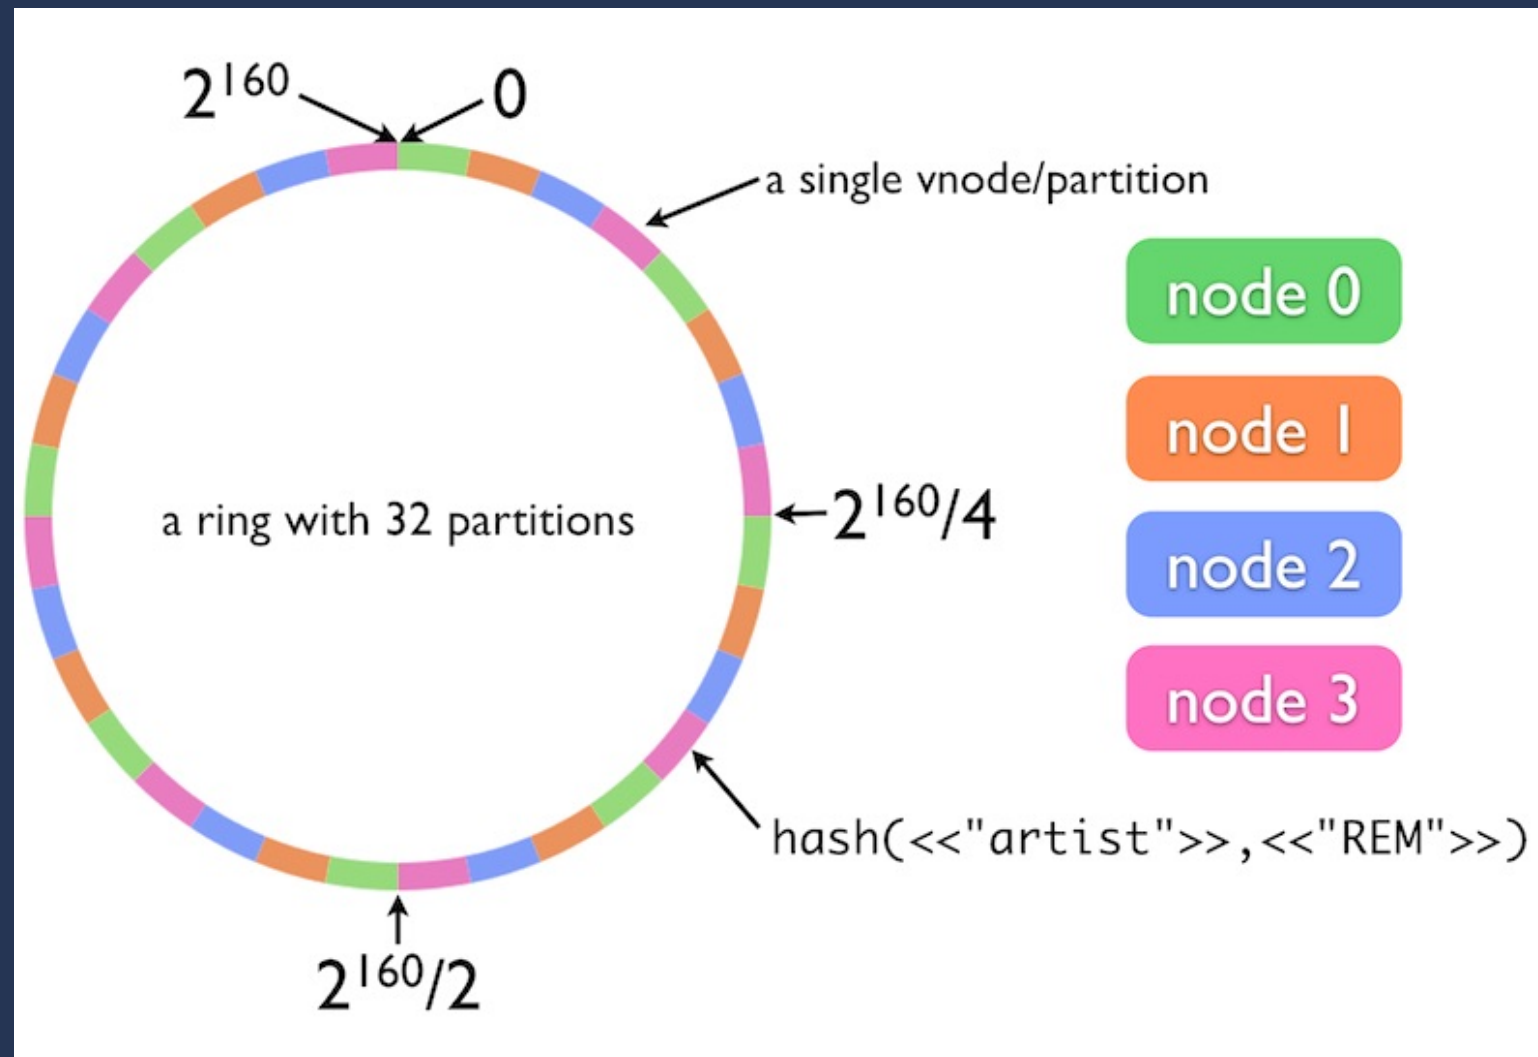 2¹⁶⁰
0
a single vnode/partition
node 0
node 1
node 2
node 3
a ring with 32 partitions
2¹⁶⁰/4
hash(<<"artist">>,<<"REM">>)
2¹⁶⁰/2